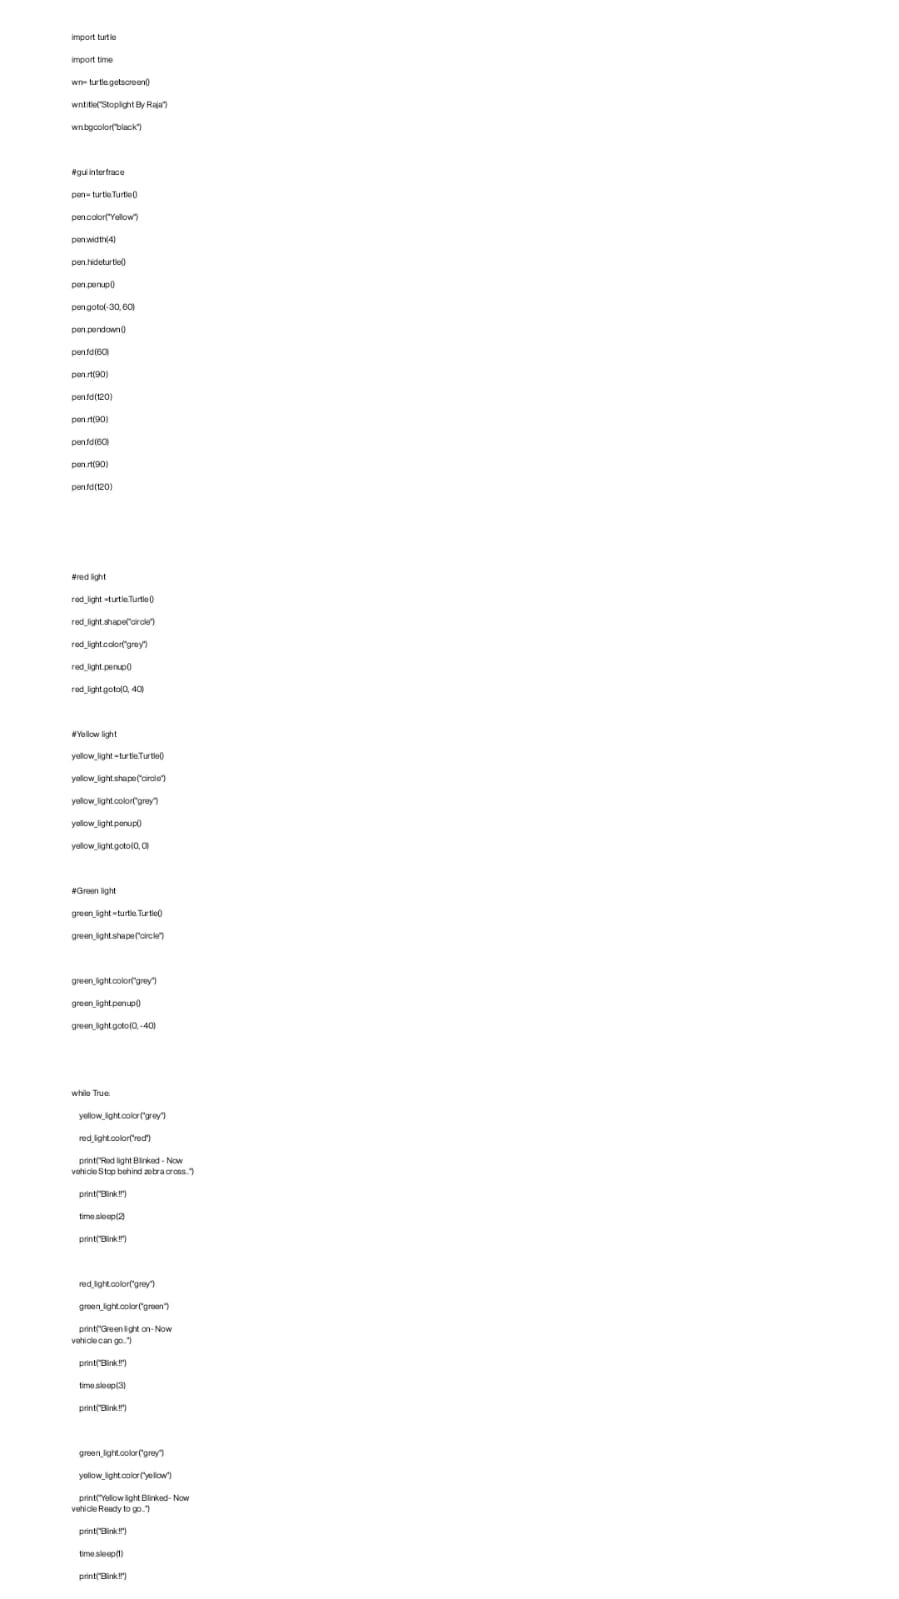 import turtle
import time
wn= turtle.getscreen()
wn.title("Stoplight By Raja")
wn.bgcolor("black")
#gui interfrace
pen= turtle.Turtle()
pen.color("Yellow")
pen.width(4)
pen.hideturtle()
pen.penup()
pen.goto(-30, 60)
pen.pendown()
pen.fd(60)
pen.rt(90)
pen.fd(120)
pen.rt(90)
pen.fd(60)
pen.rt(90)
pen.fd(120)
#red light
red_light =turtle.Turtle()
red_light.shape("circle")
red_light.color("grey")
red_light.penup()
red_light.goto(0, 40)
#Yellow light
yellow_light =turtle.Turtle()
yellow_light.shape("circle")
yellow_light.color("grey")
yellow_light.penup()
yellow_light.goto(0, 0)
#Green light
green_light =turtle.Turtle()
green_light.shape("circle")
green_light.color("grey")
green_light.penup()
green_light.goto(0, -40)
while True:
yellow_light.color("grey")
red_light.color("red")
print("Red light Blinked - Now
vehicle Stop behind zebra cross..")
print("Blink!!")
time.sleep(2)
print("Blink!!")
red_light.color("grey")
green_light.color("green")
print("Green light on- Now
vehicle can go..")
print("Blink!!")
time.sleep(3)
print("Blink!!")
green_light.color("grey")
yellow_light.color("yellow")
print("Yellow light Blinked- Now
vehicle Ready to go..")
print("Blink!!")
time.sleep(1)
print("Blink!!")